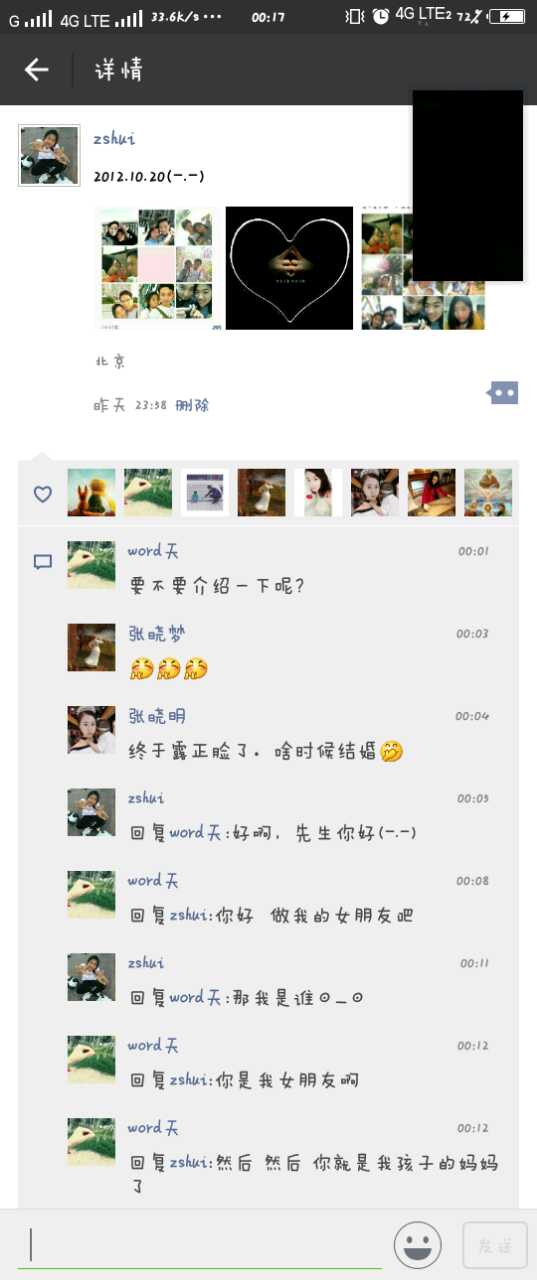 G 4G LTE 33.6k/s... 00:17 4G LTE2 72%
详情
zshui
2012.10.20(-.-)
北京
昨天 23:58 删除
word天 00:01
要不要介绍一下呢?
张晓梦 00:03
张晓明 00:04
终于露正脸了。啥时候结婚
zshui 00:05
回复word天:好啊,先生你好(-.-)
word天 00:08
回复zshui:你好 做我的女朋友吧
zshui 00:11
回复word天:那我是谁⊙_⊙
word天 00:12
回复zshui:你是我女朋友啊
word天 00:12
回复zshui:然后 然后 你就是我孩子的妈妈
了
发送